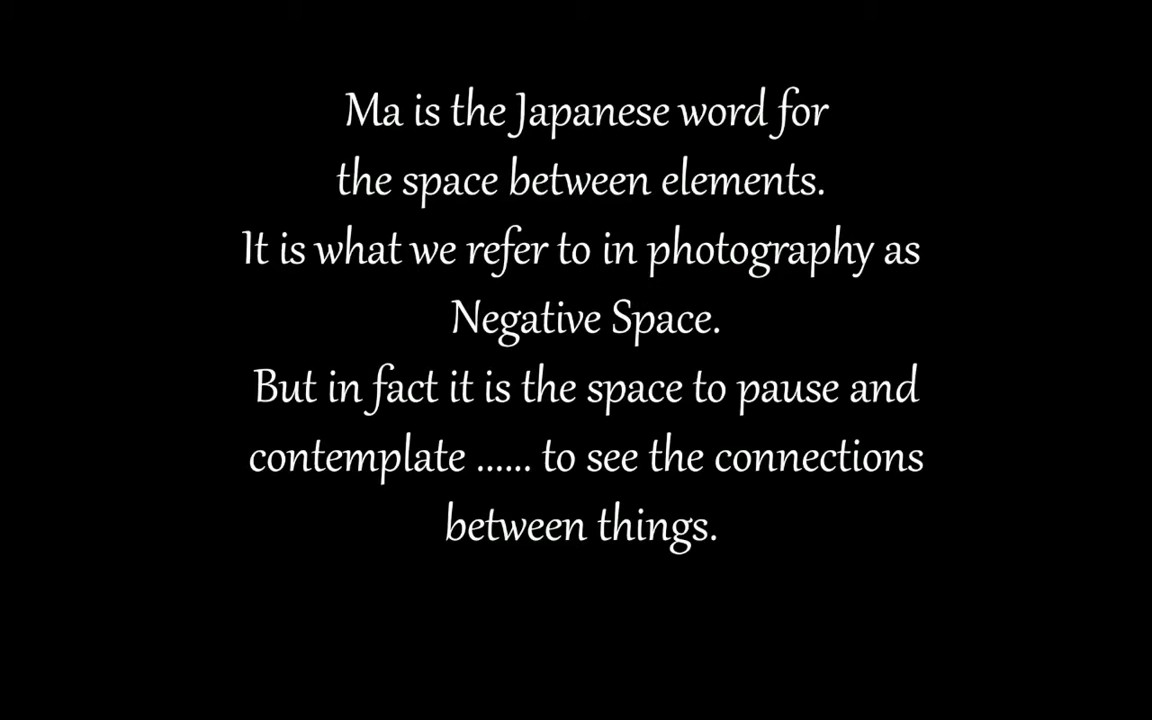 Ma is the Japanese word for
the space between elements.
It is what we refer to in photography as
Negative Space.
But in fact it is the space to pause and
contemplate ...... to see the connections
between things.